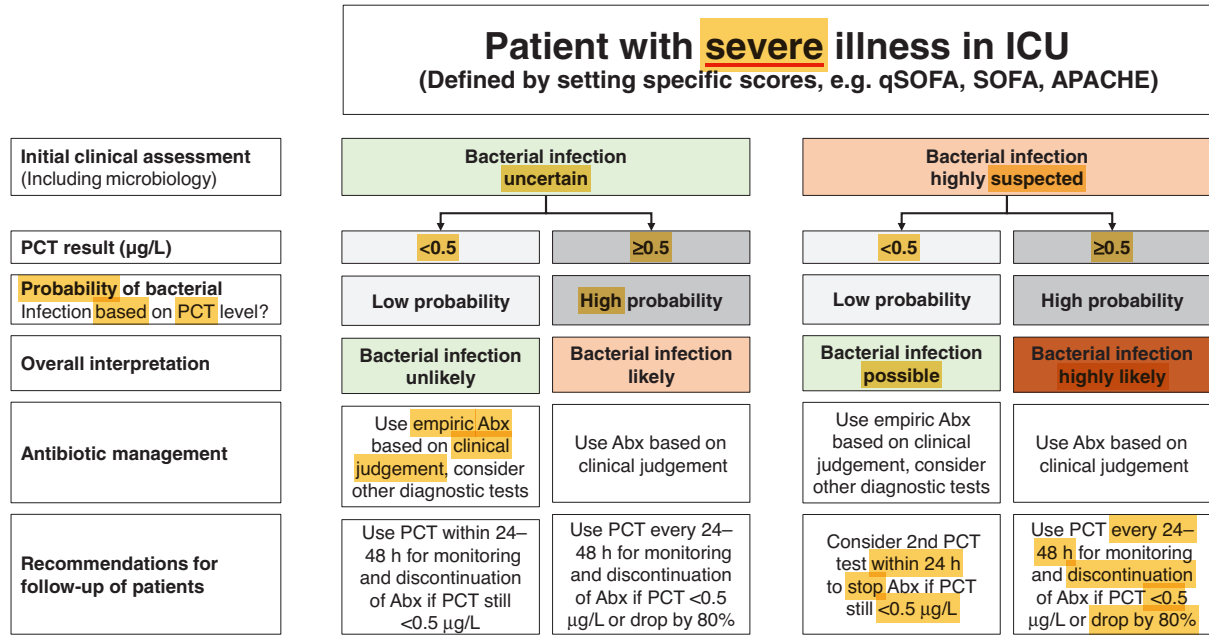 Patient with severe illness in ICU
(Defined by setting specific scores, e.g. qSOFA, SOFA, APACHE)
Initial clinical assessment
(Including microbiology)
Bacterial infection
uncertain
Bacterial infection
highly suspected
PCT result (µg/L)
<0.5
≥0.5
<0.5
≥0.5
Probability of bacterial
Infection based on PCT level?
Low probability
High probability
Low probability
High probability
Overall interpretation
Bacterial infection
unlikely
Bacterial infection
likely
Bacterial infection
possible
Bacterial infection
highly likely
Antibiotic management
Use empiric Abx
based on clinical
judgement, consider
other diagnostic tests
Use Abx based on
clinical judgement
Use empiric Abx
based on clinical
judgement, consider
other diagnostic tests
Use Abx based on
clinical judgement
Recommendations for
follow-up of patients
Use PCT within 24–
48 h for monitoring
and discontinuation
of Abx if PCT still
<0.5 µg/L
Use PCT every 24–
48 h for monitoring
and discontinuation
of Abx if PCT <0.5
µg/L or drop by 80%
Consider 2nd PCT
test within 24 h
to stop Abx if PCT
still <0.5 µg/L
Use PCT every 24–
48 h for monitoring
and discontinuation
of Abx if PCT <0.5
µg/L or drop by 80%